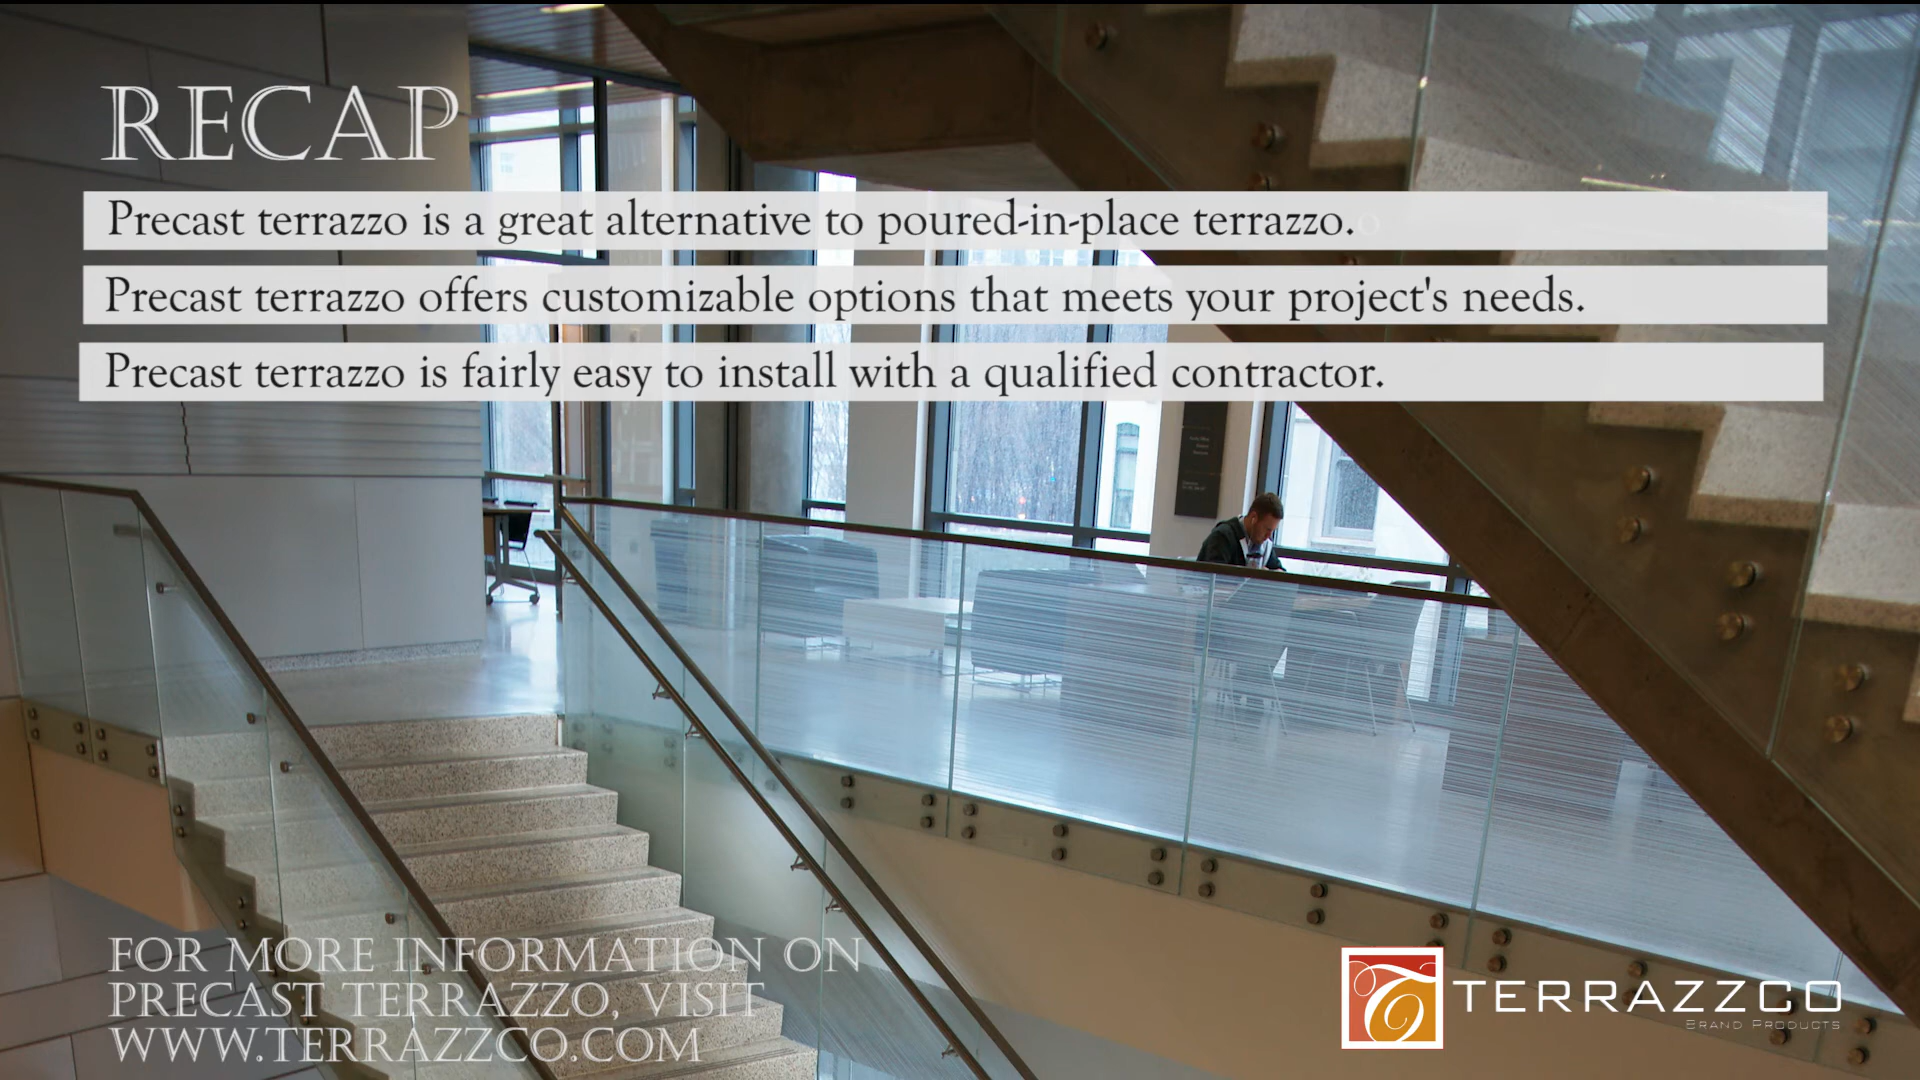 RECAP
Precast terrazzo is a great alternative to poured-in-place terrazzo.
Precast terrazzo offers customizable options that meets your project's needs.
Precast terrazzo is fairly easy to install with a qualified contractor.
FOR MORE INFORMATION ON
PRECAST TERRAZZO, VISIT
WWW.TERRAZZCO.COM
TERRAZZCO
BRAND PRODUCTS